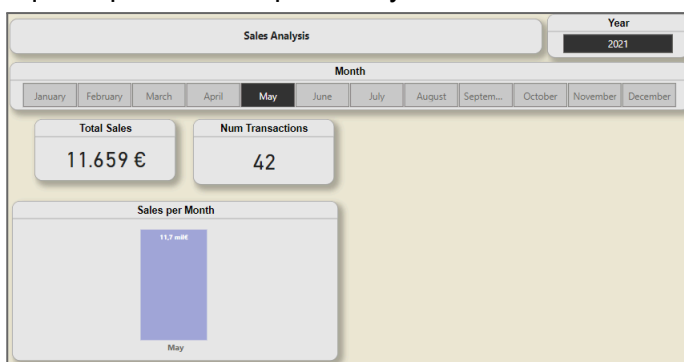 Sales Analysis
Year
2021
Month
January February March April May June July August Septem... October November December
Total Sales
11.659 €
Num Transactions
42
Sales per Month
11.7 mil€
May